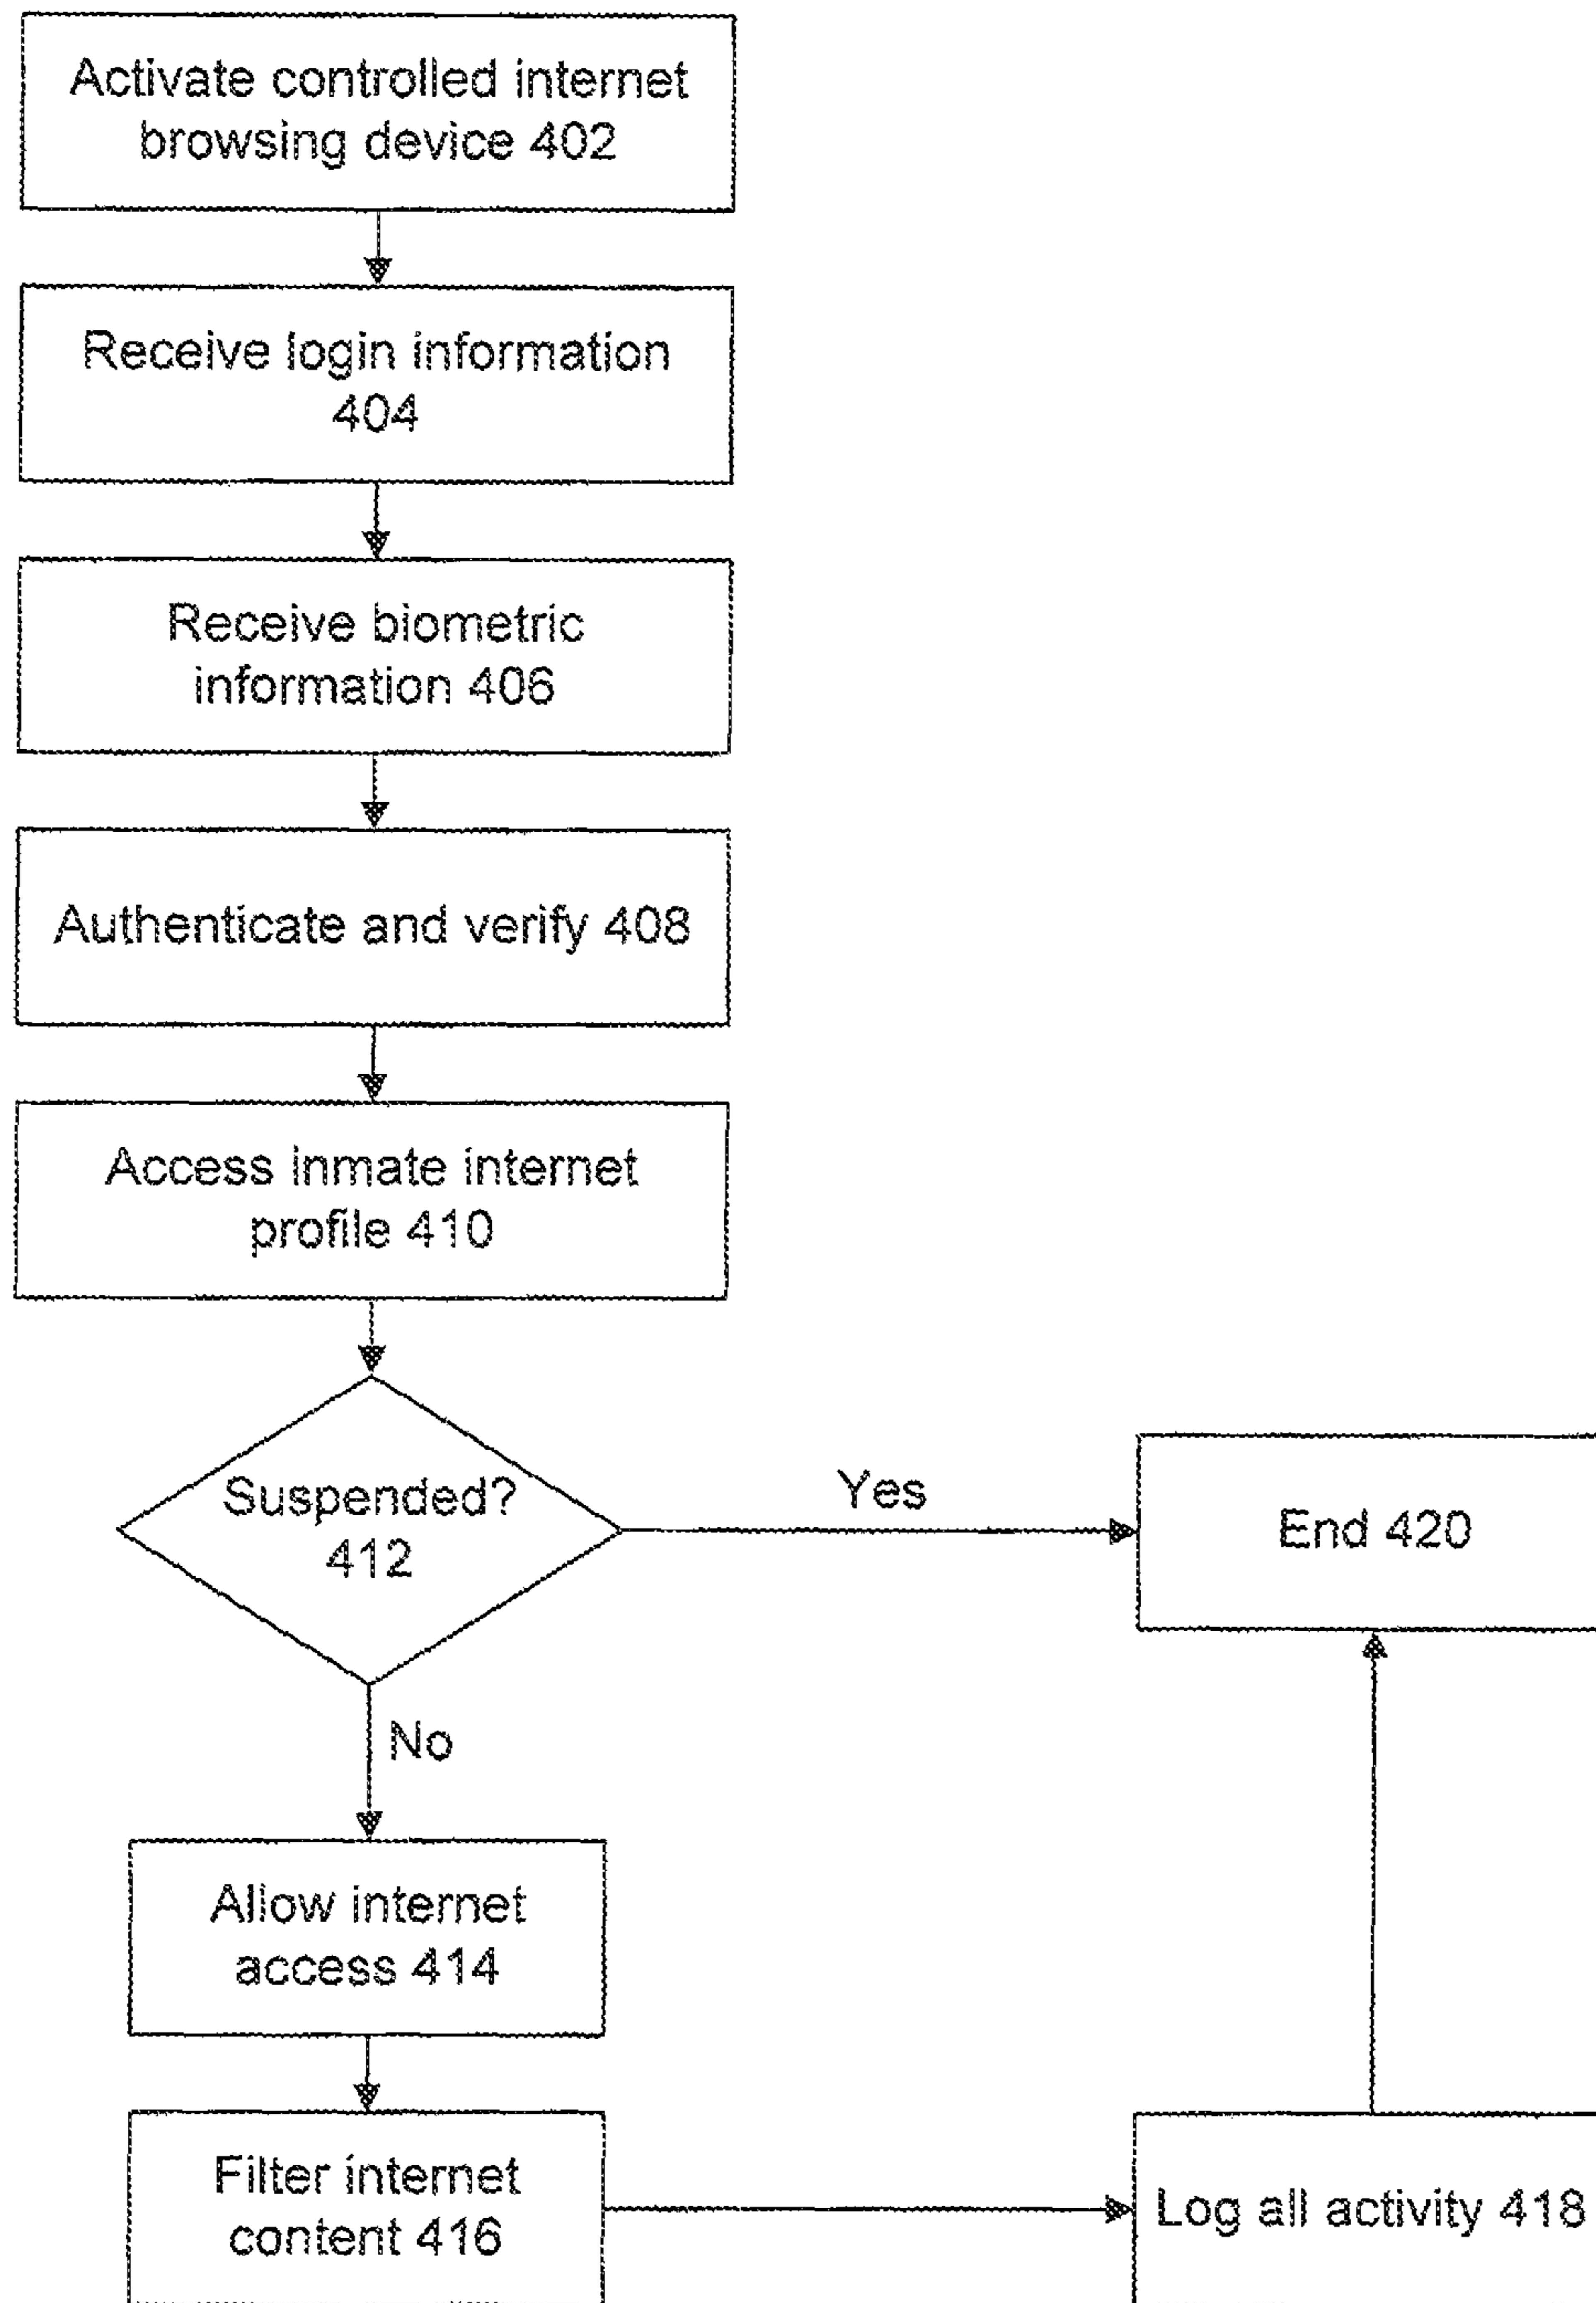 Activate controlled internet
browsing device 402
Receive login information
404
Receive biometric
information 406
Authenticate and verify 408
Access inmate internet
profile 410
Suspended?
412
Yes
End 420
No
Allow internet
access 414
Filter internet
content 416
Log all activity 418